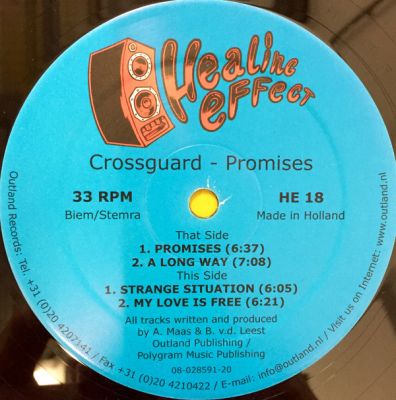 Healing
effect
Crossguard - Promises
33 RPM
Biem/Stemra
HE 18
Made in Holland
That Side
1. PROMISES (6:37)
2. A LONG WAY (7:08)
This Side
1. STRANGE SITUATION (6:05)
2. MY LOVE IS FREE (6:21)
All tracks written and produced
by A. Maas & B. v.d. Leest
Outland Publishing /
Polygram Music Publishing
08-028591-20
Outland Records: Tel. +31 (0)20 4207141 / Fax +31 (0)20 4210422 / E-mail: info@outland.nl / Visit us on Internet: www.outland.nl